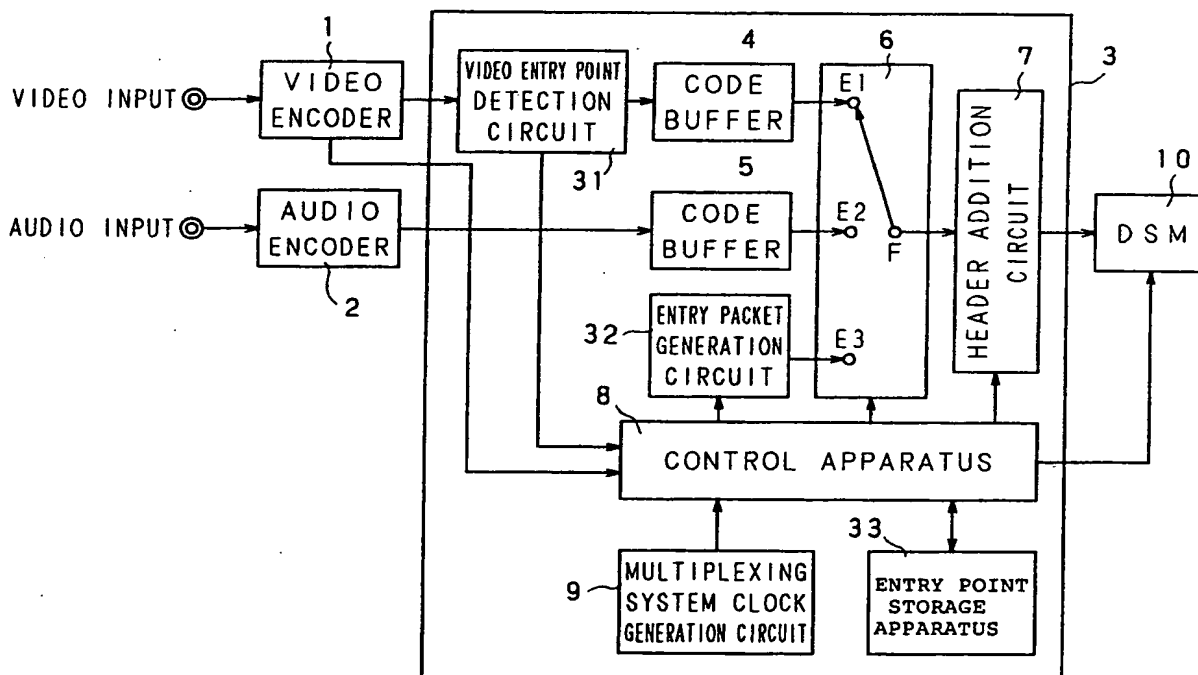 1
4
6
7
3
VIDEO INPUT
VIDEO
ENCODER
VIDEO ENTRY POINT
DETECTION
CIRCUIT
31
CODE
BUFFER
E1
HEADER ADDITION
CIRCUIT
10
DSM
5
AUDIO INPUT
AUDIO
ENCODER
2
CODE
BUFFER
E2
F
32
ENTRY PACKET
GENERATION
CIRCUIT
E3
8
CONTROL APPARATUS
9
MULTIPLEXING
SYSTEM CLOCK
GENERATION CIRCUIT
33
ENTRY POINT
STORAGE
APPARATUS